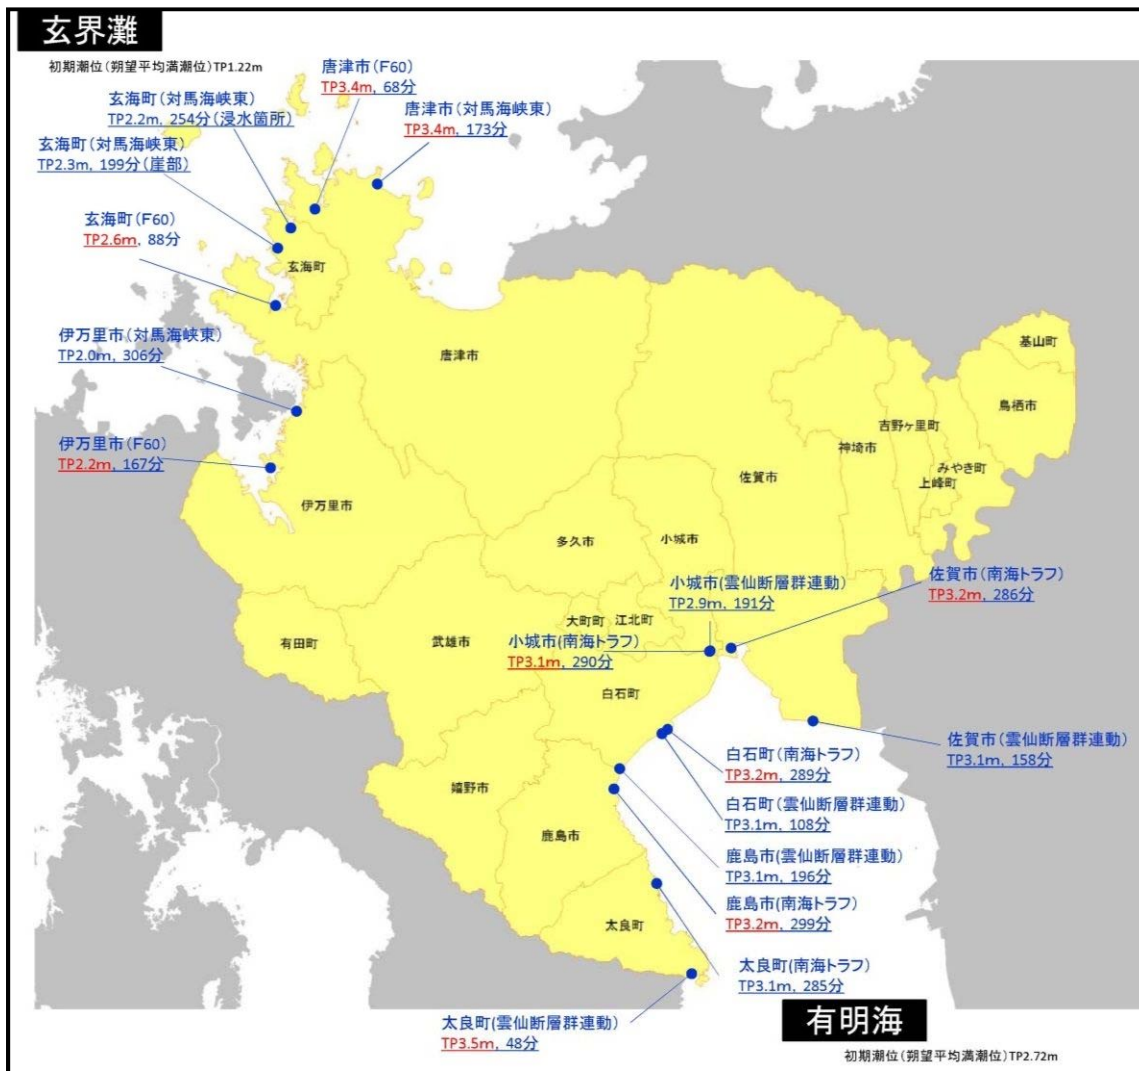 玄界灘
初期潮位(朔望平均満潮位)TP1.22m
唐津市(F60)
TP3.4m, 68分
玄海町(対馬海峡東)
TP2.2m, 254分(浸水箇所)
唐津市(対馬海峡東)
TP3.4m, 173分
玄海町(対馬海峡東)
TP2.3m, 199分(崖部)
玄海町(F60)
TP2.6m, 88分
玄海町
伊万里市(対馬海峡東)
TP2.0m, 306分
唐津市
基山町
鳥栖市
吉野ヶ里町
神埼市
みやき町
上峰町
佐賀市
伊万里市(F60)
TP2.2m, 167分
伊万里市
多久市
小城市
小城市(雲仙断層群連動)
TP2.9m, 191分
佐賀市(南海トラフ)
TP3.2m, 286分
大町町
江北町
有田町
武雄市
小城市(南海トラフ)
TP3.1m, 290分
白石町
佐賀市(雲仙断層群連動)
TP3.1m, 158分
白石町(南海トラフ)
TP3.2m, 289分
嬉野市
白石町(雲仙断層群連動)
TP3.1m, 108分
鹿島市
鹿島市(雲仙断層群連動)
TP3.1m, 196分
鹿島市(南海トラフ)
TP3.2m, 299分
太良町
太良町(南海トラフ)
TP3.1m, 285分
太良町(雲仙断層群連動)
TP3.5m, 48分
有明海
初期潮位(朔望平均満潮位)TP2.72m